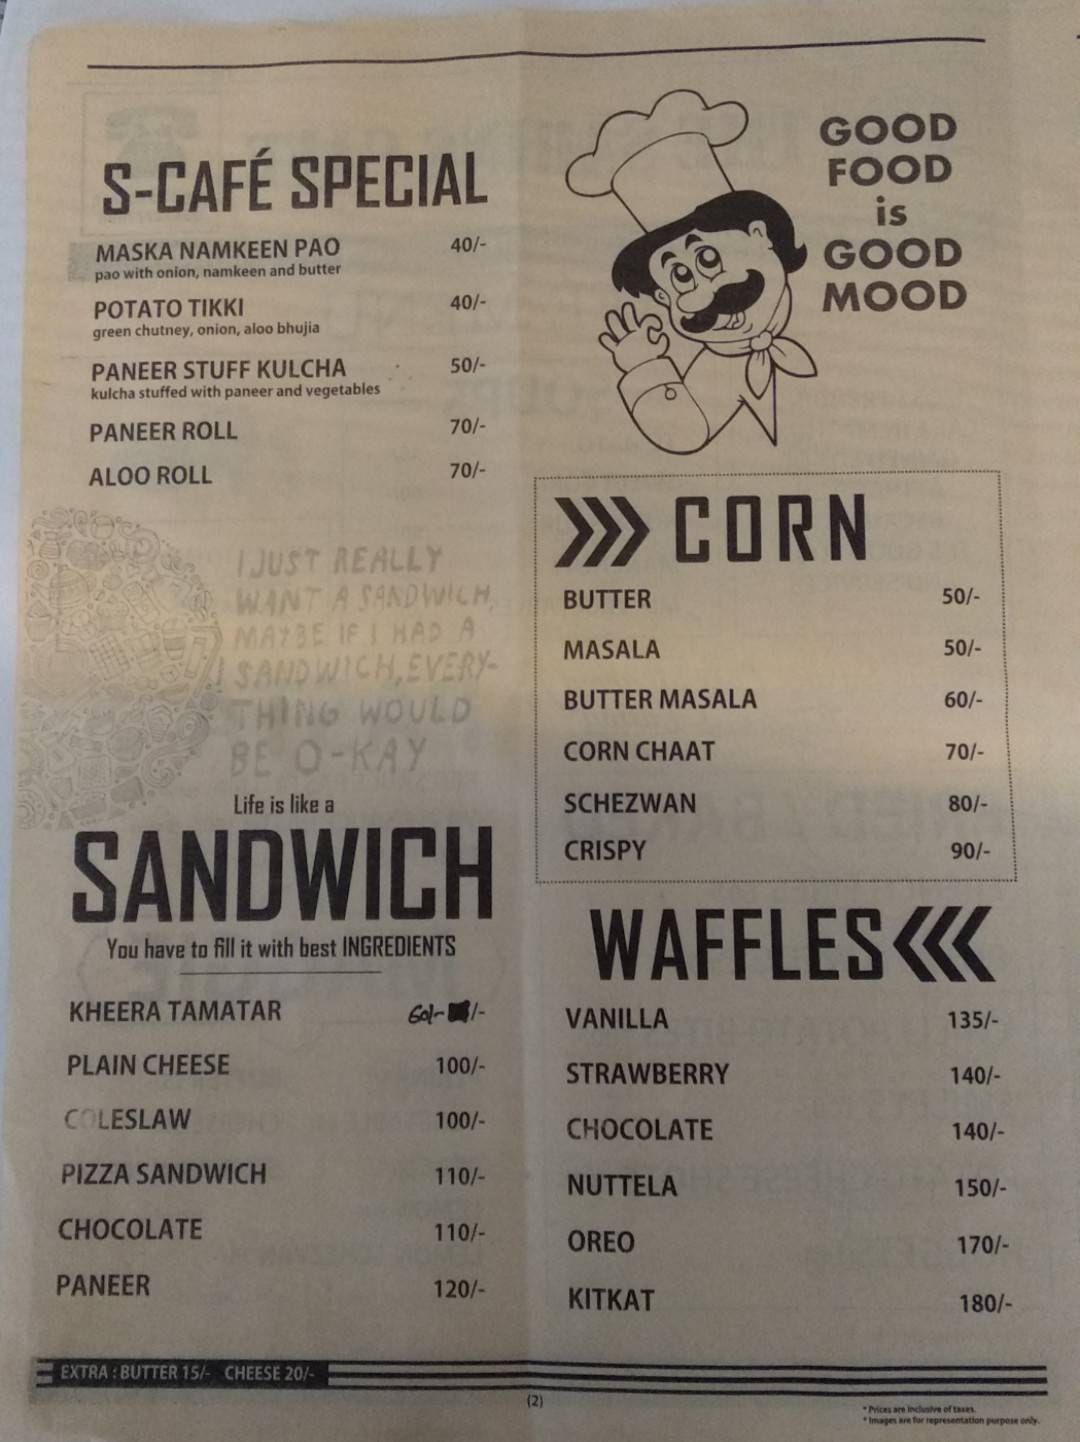 S-CAFÉ SPECIAL
MASKA NAMKEEN PAO 40/-
pao with onion, namkeen and butter
POTATO TIKKI 40/-
green chutney, onion, aloo bhujia
PANEER STUFF KULCHA 50/-
kulcha stuffed with paneer and vegetables
PANEER ROLL 70/-
ALOO ROLL 70/-
I JUST REALLY
WANT A SANDWICH,
MAYBE IF I HAD A
SANDWICH, EVERY-
THING WOULD
BE O-KAY
Life is like a
SANDWICH
You have to fill it with best INGREDIENTS
KHEERA TAMATAR 60/- /-
PLAIN CHEESE 100/-
COLESLAW 100/-
PIZZA SANDWICH 110/-
CHOCOLATE 110/-
PANEER 120/-
GOOD
FOOD
is
GOOD
MOOD
CORN
BUTTER 50/-
MASALA 50/-
BUTTER MASALA 60/-
CORN CHAAT 70/-
SCHEZWAN 80/-
CRISPY 90/-
WAFFLES
VANILLA 135/-
STRAWBERRY 140/-
CHOCOLATE 140/-
NUTTELA 150/-
OREO 170/-
KITKAT 180/-
EXTRA : BUTTER 15/- CHEESE 20/-
(2)
* Prices are inclusive of taxes.
* Images are for representation purpose only.